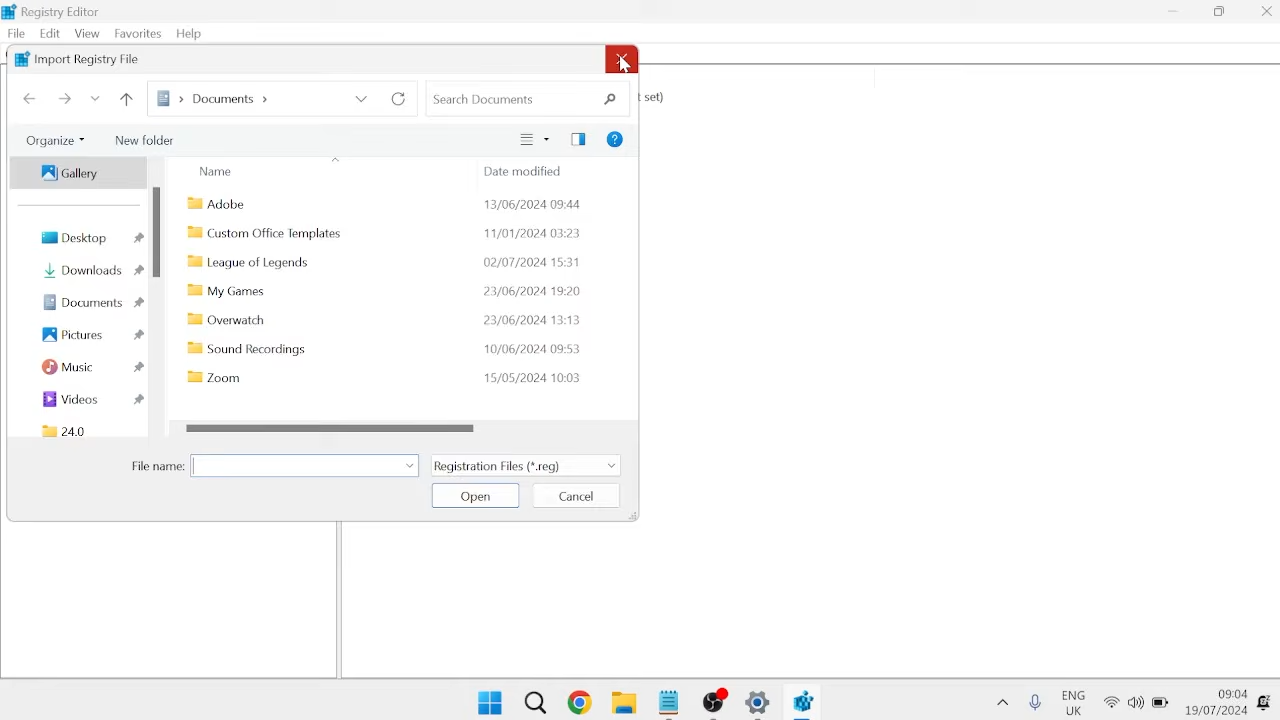 Registry Editor
File Edit View Favorites Help
Import Registry File
Documents
Search Documents
t set)
Organize New folder
Name Date modified
Gallery
Adobe 13/06/2024 09:44
Custom Office Templates 11/01/2024 03:23
Desktop
League of Legends 02/07/2024 15:31
Downloads
My Games 23/06/2024 19:20
Documents
Overwatch 23/06/2024 13:13
Pictures
Sound Recordings 10/06/2024 09:53
Music
Zoom 15/05/2024 10:03
Videos
24.0
File name: Registration Files (*.reg)
Open Cancel
ENG 09:04
UK 19/07/2024